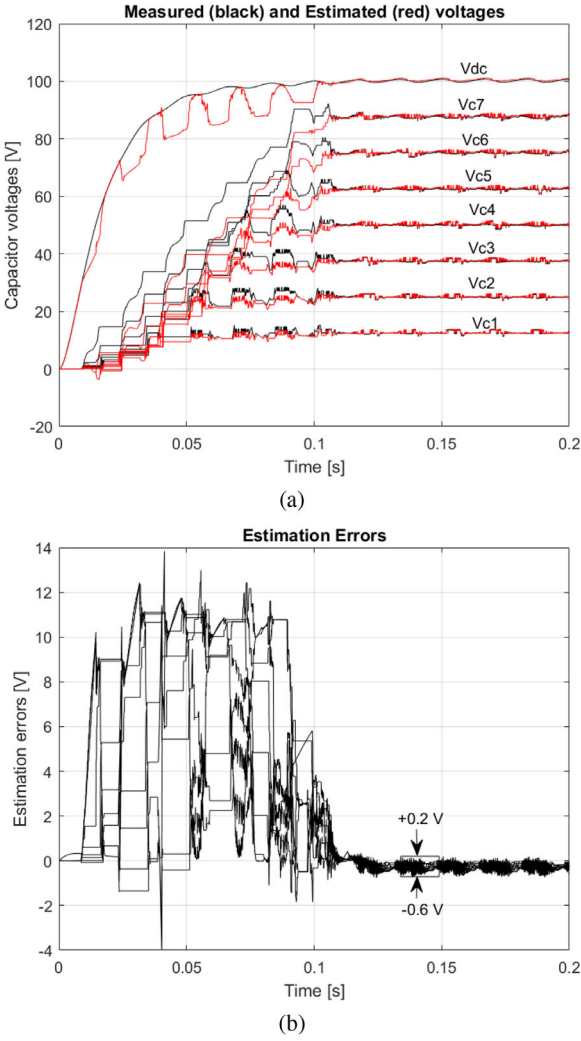 Measured (black) and Estimated (red) voltages
Capacitor voltages [V]
120
100
80
60
40
20
0
-20
Vdc
Vc7
Vc6
Vc5
Vc4
Vc3
Vc2
Vc1
0
0.05
0.1
0.15
0.2
Time [s]
(a)
Estimation Errors
Estimation errors [V]
14
12
10
8
6
4
2
0
-2
-4
+0.2 V
-0.6 V
0
0.05
0.1
0.15
0.2
Time [s]
(b)